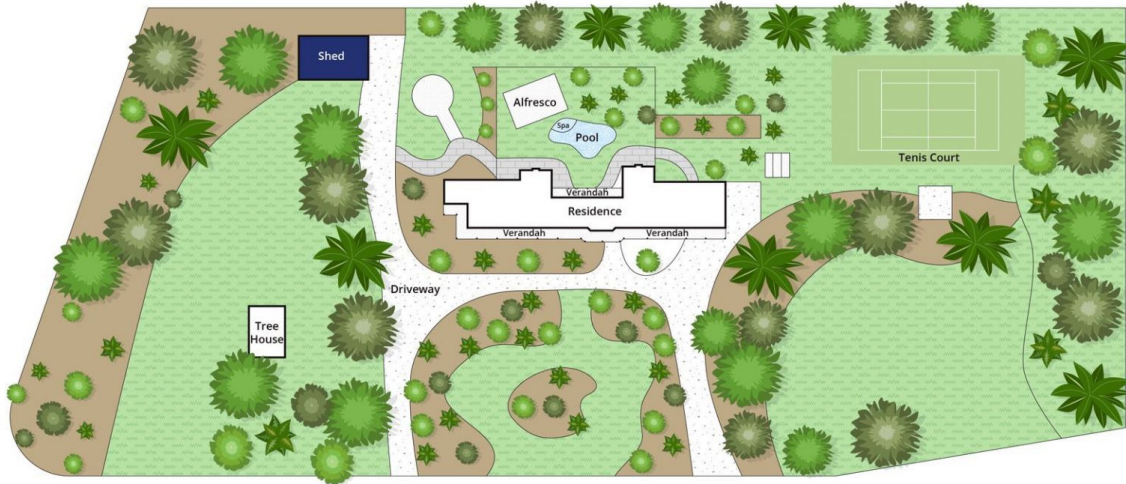 Shed
Alfresco
Spa
Pool
Tenis Court
Verandah
Residence
Verandah
Verandah
Driveway
Tree
House